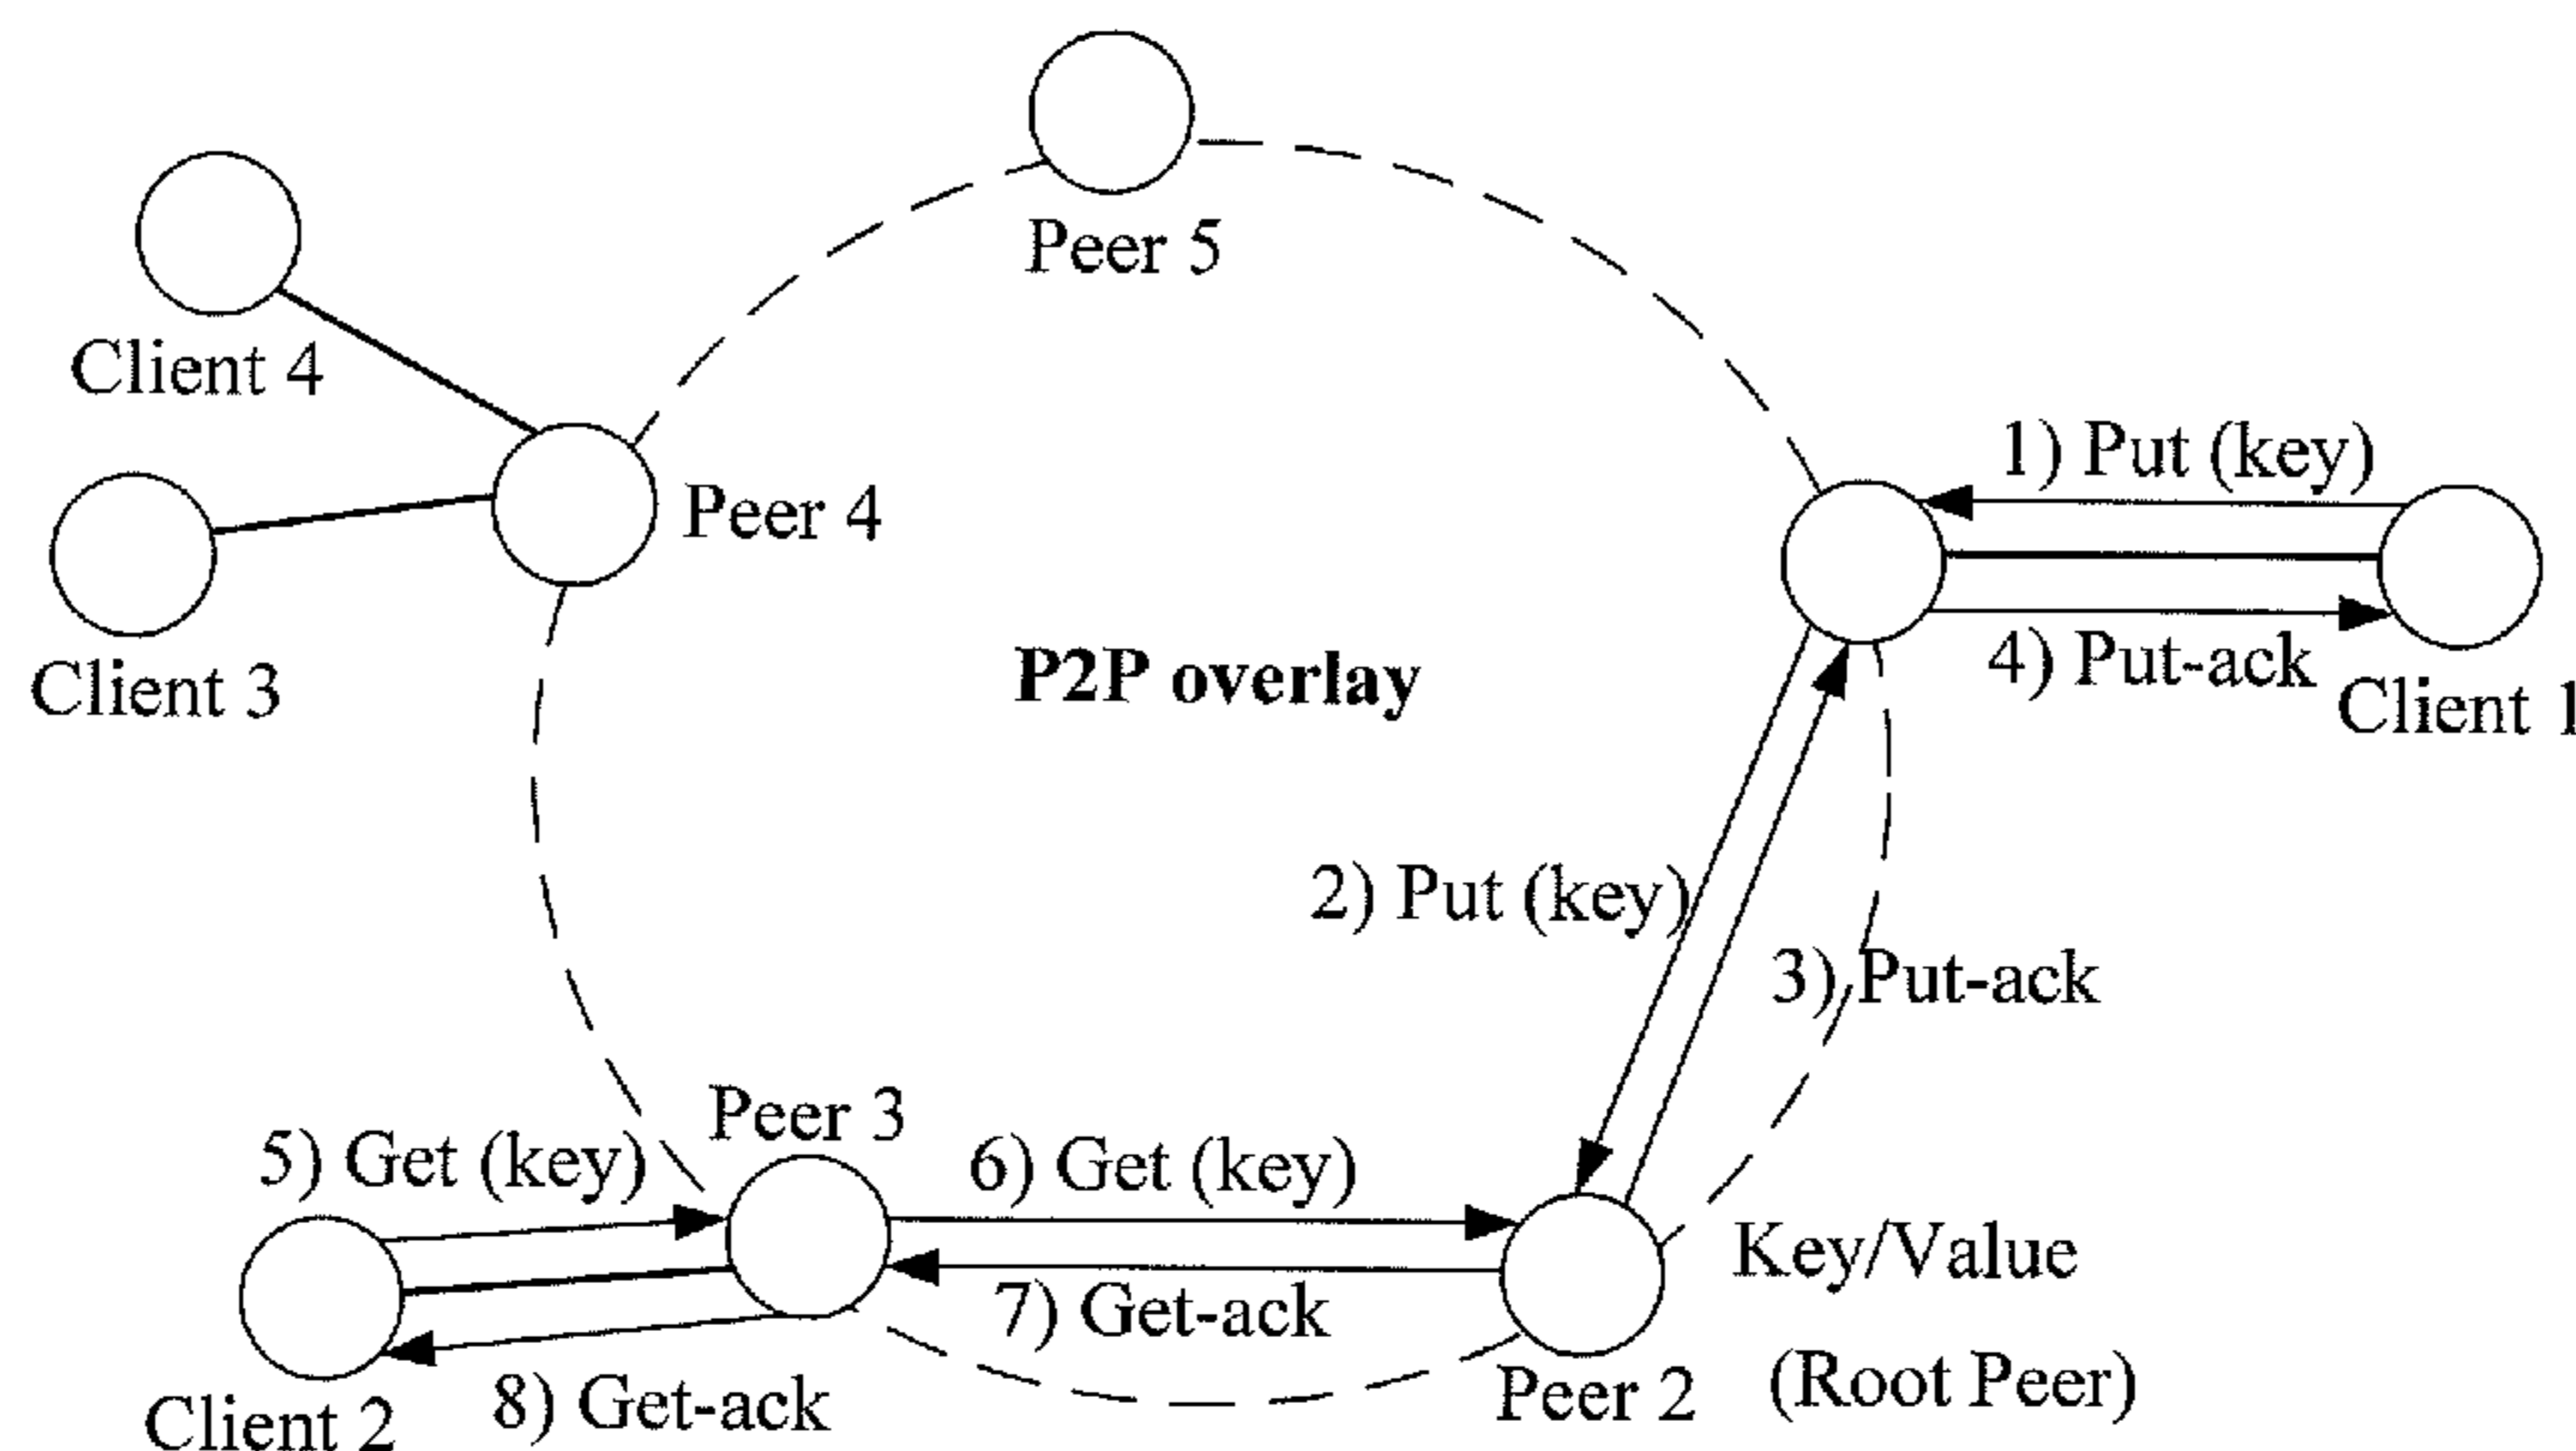 Peer 5
Client 4
1) Put (key)
Peer 4
Client 3
P2P overlay
4) Put-ack
Client 1
2) Put (key)
3) Put-ack
Peer 3
5) Get (key)
6) Get (key)
Key/Value
7) Get-ack
(Root Peer)
Peer 2
8) Get-ack
Client 2